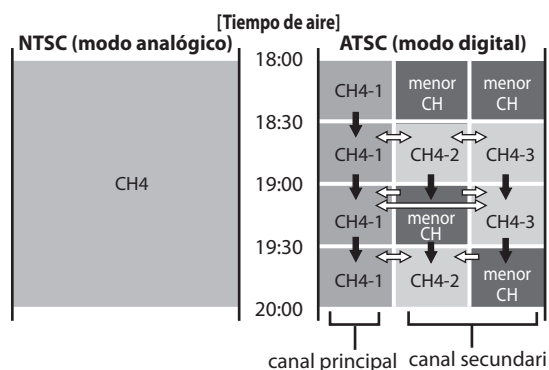 [Tiempo de aire]
NTSC (modo analógico)
ATSC (modo digital)
18:00
CH4-1
menor
CH
menor
CH
18:30
CH4-1
CH4-2
CH4-3
CH4
19:00
CH4-1
menor
CH
CH4-3
19:30
CH4-1
CH4-2
menor
CH
20:00
canal principal
canal secundari